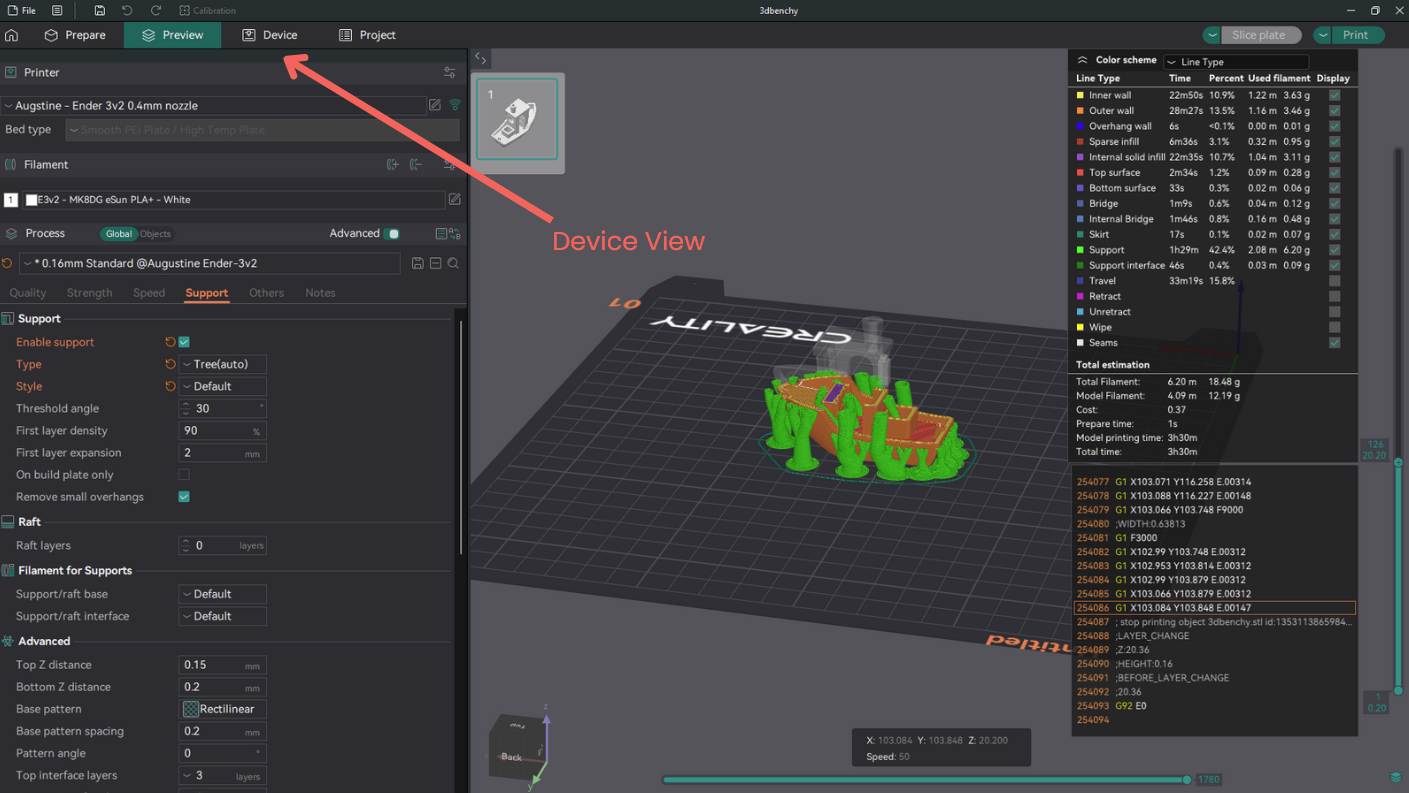 File
Calibration
3dbenchy
Prepare
Preview
Device
Project
Slice plate
Print
Printer
Augstine - Ender 3v2 0.4mm nozzle
Bed type
Smooth PEI Plate / High Temp Plate
Filament
1
E3v2 - MK8DG eSun PLA+ - White
Process
Global
Objects
Advanced
* 0.16mm Standard @Augustine Ender-3v2
Quality
Strength
Speed
Support
Others
Notes
Support
Enable support
Type
Tree(auto)
Style
Default
Threshold angle
30 °
First layer density
90 %
First layer expansion
2 mm
On build plate only
Remove small overhangs
Raft
Raft layers
0 layers
Filament for Supports
Support/raft base
Default
Support/raft interface
Default
Advanced
Top Z distance
0.15 mm
Bottom Z distance
0.2 mm
Base pattern
Rectilinear
Base pattern spacing
0.2 mm
Pattern angle
0 °
Top interface layers
3 layers
1
Device View
01
CREALITY
Top
Back
z
y
X: 103.084 Y: 103.848 Z: 20.200
Speed: 50
1780
Color scheme
Line Type
Line Type Time Percent Used filament Display
Inner wall 22m50s 10.9% 1.22 m 3.63 g
Outer wall 28m27s 13.5% 1.16 m 3.46 g
Overhang wall 6s <0.1% 0.00 m 0.01 g
Sparse infill 6m36s 3.1% 0.32 m 0.95 g
Internal solid infill 22m35s 10.7% 1.04 m 3.11 g
Top surface 2m34s 1.2% 0.09 m 0.28 g
Bottom surface 33s 0.3% 0.02 m 0.06 g
Bridge 1m9s 0.6% 0.04 m 0.12 g
Internal Bridge 1m46s 0.8% 0.16 m 0.48 g
Skirt 17s 0.1% 0.02 m 0.07 g
Support 1h29m 42.4% 2.08 m 6.20 g
Support interface 46s 0.4% 0.03 m 0.09 g
Travel 33m19s 15.8%
Retract
Unretract
Wipe
Seams
Total estimation
Total Filament: 6.20 m 18.48 g
Model Filament: 4.09 m 12.19 g
Cost: 0.37
Prepare time: 1s
Model printing time: 3h30m
Total time: 3h30m
126
20.20
254077 G1 X103.071 Y116.258 E.00314
254078 G1 X103.088 Y116.227 E.00148
254079 G1 X103.066 Y103.748 F9000
254080 ;WIDTH:0.63813
254081 G1 F3000
254082 G1 X102.99 Y103.748 E.00312
254083 G1 X102.953 Y103.814 E.00312
254084 G1 X102.99 Y103.879 E.00312
254085 G1 X103.066 Y103.879 E.00312
254086 G1 X103.084 Y103.848 E.00147
254087 ; stop printing object 3dbenchy.stl id:1353113865984...
254088 ;LAYER_CHANGE
254089 ;Z:20.36
254090 ;HEIGHT:0.16
254091 ;BEFORE_LAYER_CHANGE
254092 ;20.36
254093 G92 E0
254094
1
0.20